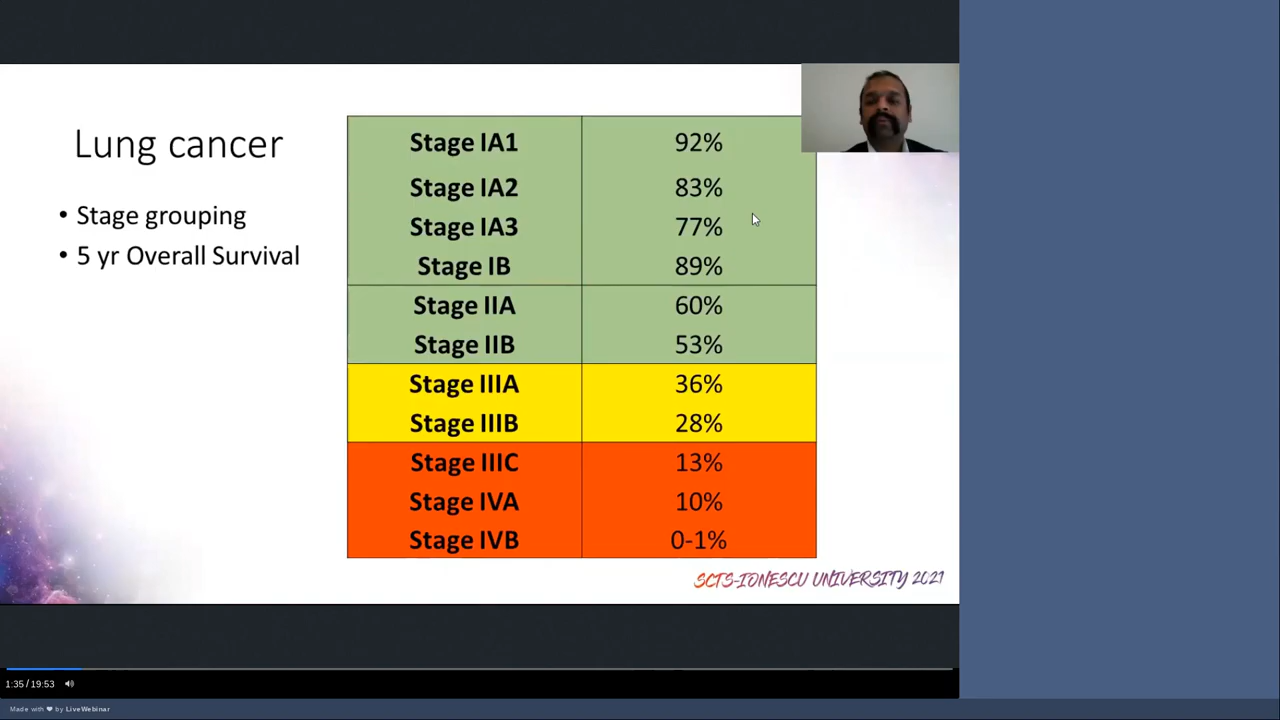 Lung cancer
• Stage grouping
• 5 yr Overall Survival
Stage IA1 92%
Stage IA2 83%
Stage IA3 77%
Stage IB 89%
Stage IIA 60%
Stage IIB 53%
Stage IIIA 36%
Stage IIIB 28%
Stage IIIC 13%
Stage IVA 10%
Stage IVB 0-1%
SCTS-IONESCU UNIVERSITY 2021
1:35 / 19:53
Made with ❤ by LiveWebinar